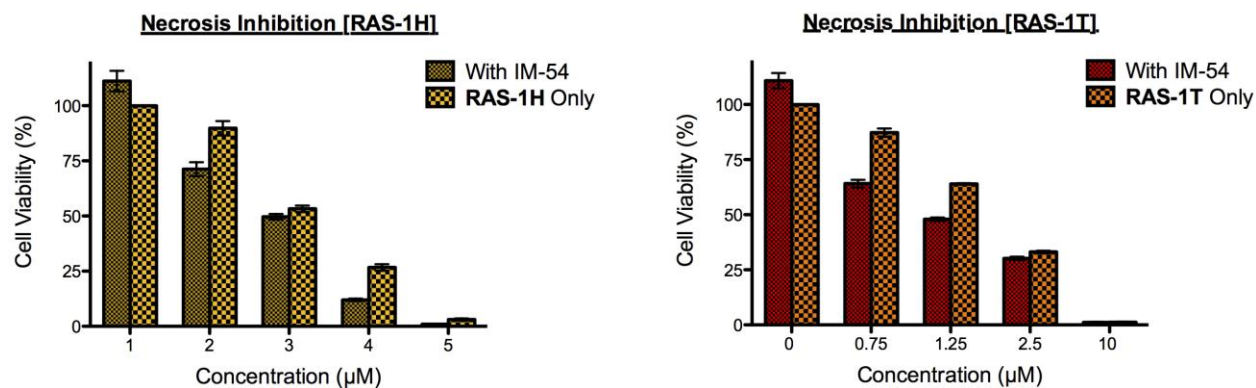 Necrosis Inhibition [RAS-1H]
With IM-54
RAS-1H Only
Cell Viability (%)
100
75
50
25
0
1 2 3 4 5
Concentration (µM)
Necrosis Inhibition [RAS-1T]
With IM-54
RAS-1T Only
Cell Viability (%)
100
75
50
25
0
0 0.75 1.25 2.5 10
Concentration (µM)